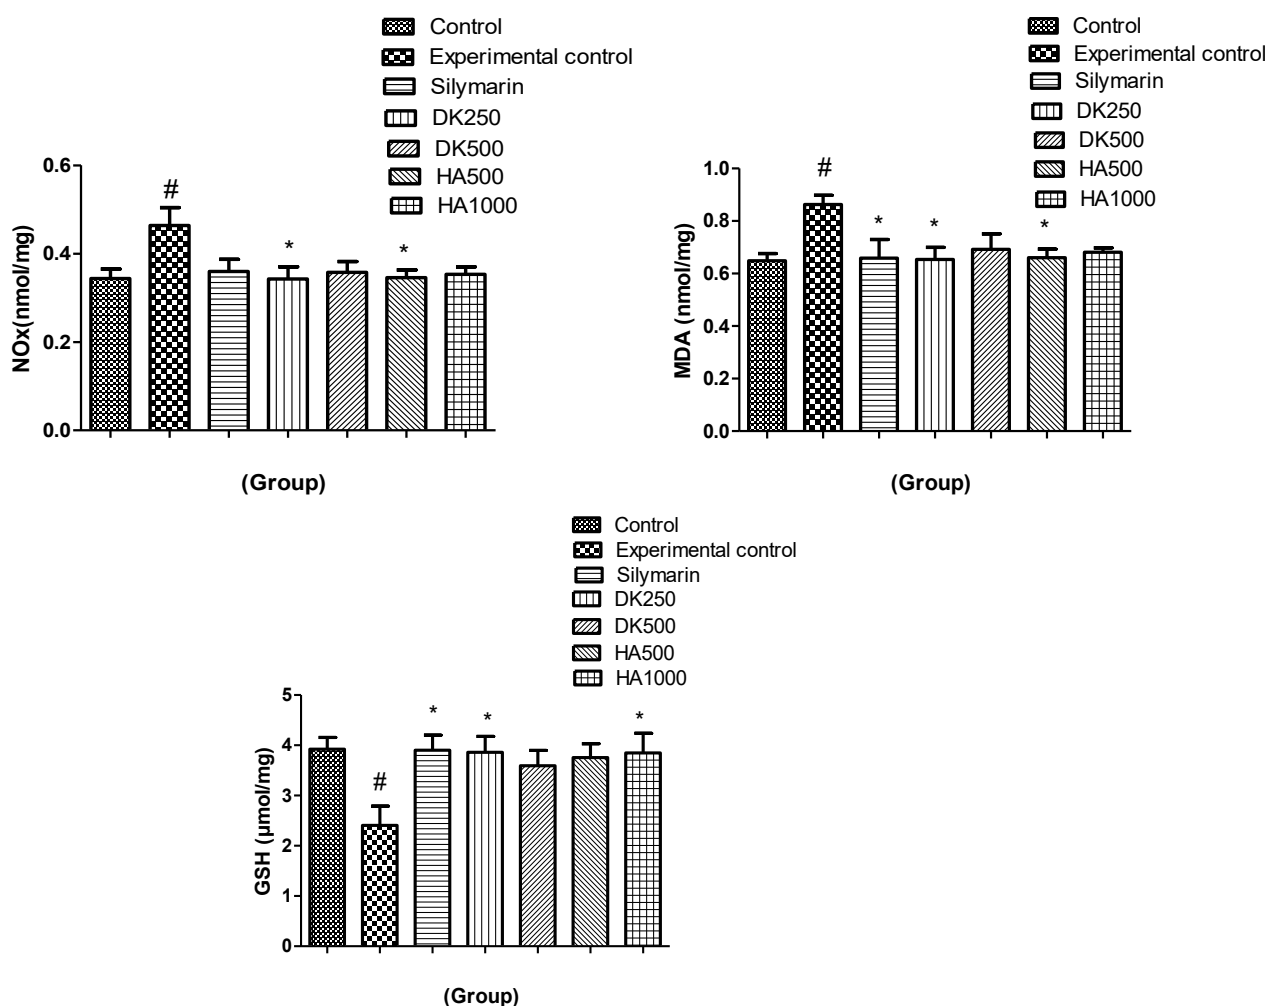 Control
Experimental control
Silymarin
DK250
DK500
HA500
HA1000
0.6
0.4
0.2
0.0
NOx(nmol/mg)
#
*
*
(Group)
Control
Experimental control
Silymarin
DK250
DK500
HA500
HA1000
1.0
0.8
0.6
0.4
0.2
0.0
MDA (nmol/mg)
#
*
*
*
(Group)
Control
Experimental control
Silymarin
DK250
DK500
HA500
HA1000
5
4
3
2
1
0
GSH (µmol/mg)
#
*
*
*
(Group)